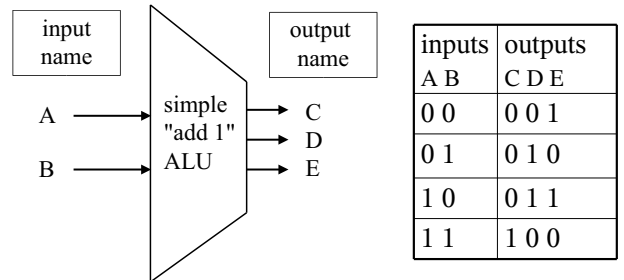 input
name
output
name
A
B
simple
"add 1"
ALU
C
D
E
inputs outputs
A B C D E
0 0 0 0 1
0 1 0 1 0
1 0 0 1 1
1 1 1 0 0